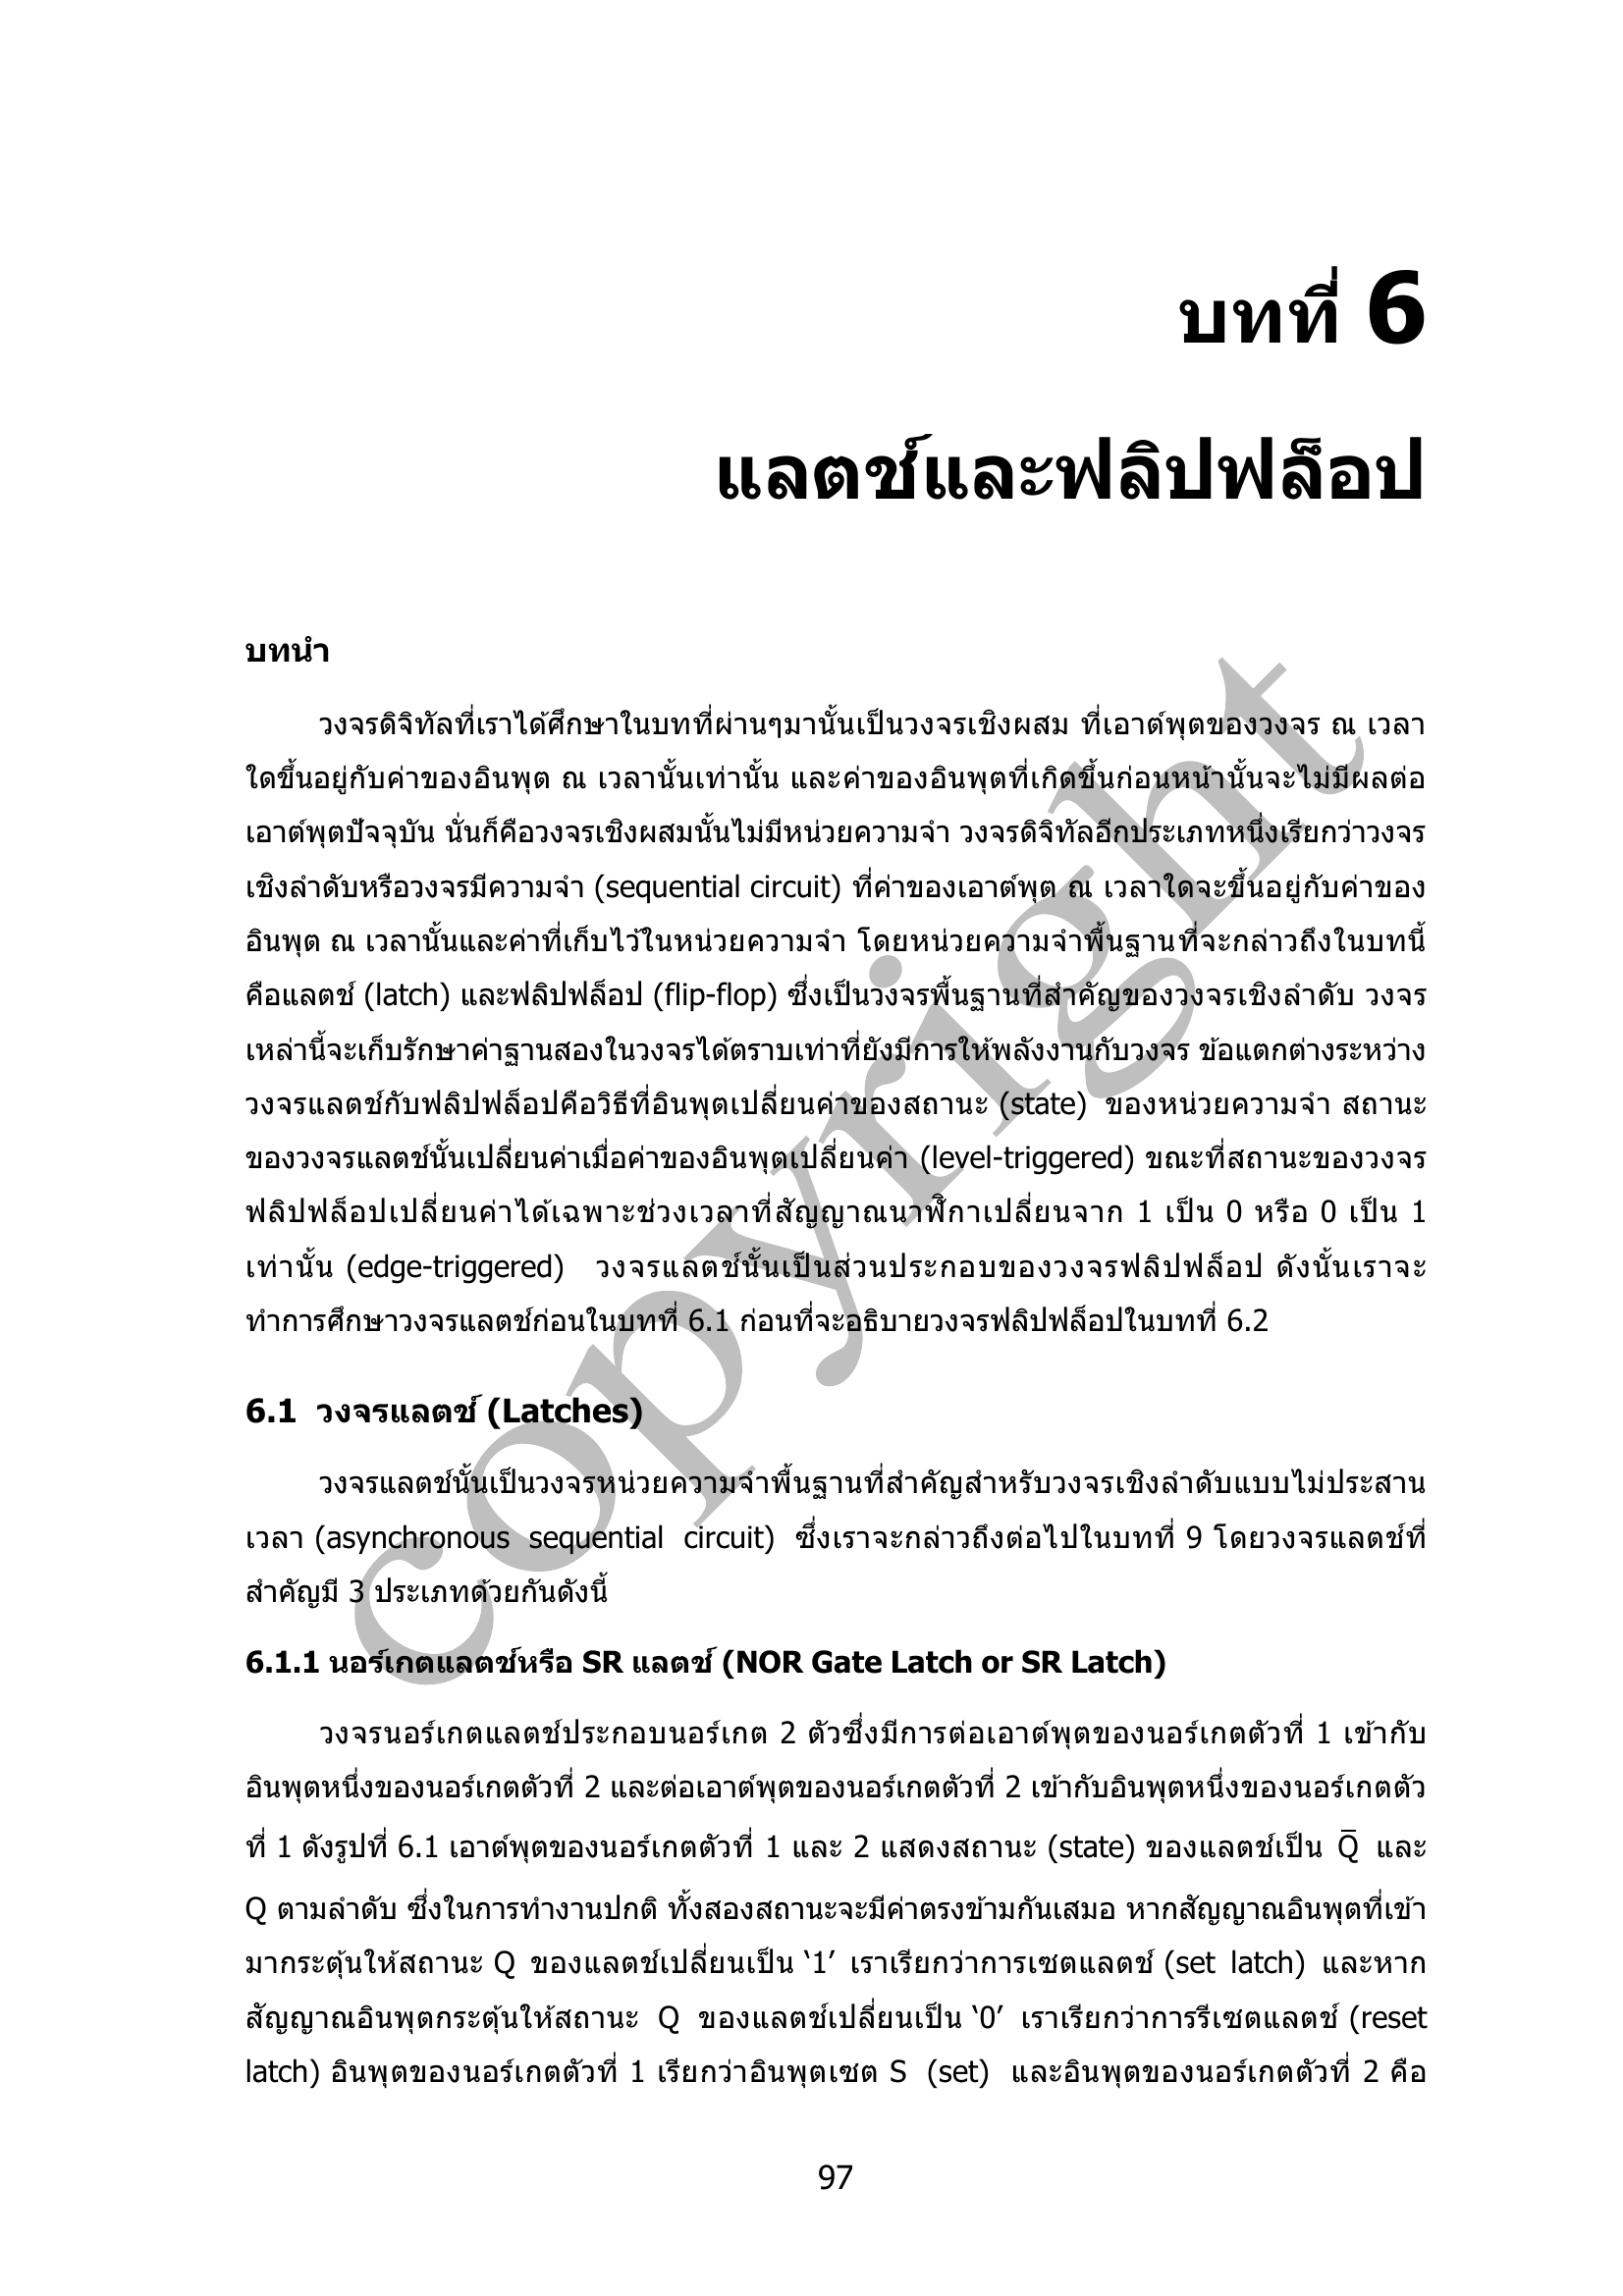 บทที่ 6
แลตช์และฟลิปฟล็อป
บทนำ
วงจรดิจิทัลที่เราได้ศึกษาในบทที่ผ่านๆมานั้นเป็นวงจรเชิงผสม ที่เอาต์พุตของวงจร ณ เวลา
ใดขึ้นอยู่กับค่าของอินพุต ณ เวลานั้นเท่านั้น และค่าของอินพุตที่เกิดขึ้นก่อนหน้านั้นจะไม่มีผลต่อ
เอาต์พุตปัจจุบัน นั่นก็คือวงจรเชิงผสมนั้นไม่มีหน่วยความจำ วงจรดิจิทัลอีกประเภทหนึ่งเรียกว่าวงจร
เชิงลำดับหรือวงจรมีความจำ (sequential circuit) ที่ค่าของเอาต์พุต ณ เวลาใดจะขึ้นอยู่กับค่าของ
อินพุต ณ เวลานั้นและค่าที่เก็บไว้ในหน่วยความจำ โดยหน่วยความจำพื้นฐานที่จะกล่าวถึงในบทนี้
คือแลตช์ (latch) และฟลิปฟล็อป (flip-flop) ซึ่งเป็นวงจรพื้นฐานที่สำคัญของวงจรเชิงลำดับ วงจร
เหล่านี้จะเก็บรักษาค่าฐานสองในวงจรได้ตราบเท่าที่ยังมีการให้พลังงานกับวงจร ข้อแตกต่างระหว่าง
วงจรแลตช์กับฟลิปฟล็อปคือวิธีที่อินพุตเปลี่ยนค่าของสถานะ (state) ของหน่วยความจำ สถานะ
ของวงจรแลตช์นั้นเปลี่ยนค่าเมื่อค่าของอินพุตเปลี่ยนค่า (level-triggered) ขณะที่สถานะของวงจร
ฟลิปฟล็อปเปลี่ยนค่าได้เฉพาะช่วงเวลาที่สัญญาณนาฬิกาเปลี่ยนจาก 1 เป็น 0 หรือ 0 เป็น 1
เท่านั้น (edge-triggered) วงจรแลตช์นั้นเป็นส่วนประกอบของวงจรฟลิปฟล็อป ดังนั้นเราจะ
ทำการศึกษาวงจรแลตช์ก่อนในบทที่ 6.1 ก่อนที่จะอธิบายวงจรฟลิปฟล็อปในบทที่ 6.2
6.1 วงจรแลตช์ (Latches)
วงจรแลตช์นั้นเป็นวงจรหน่วยความจำพื้นฐานที่สำคัญสำหรับวงจรเชิงลำดับแบบไม่ประสาน
เวลา (asynchronous sequential circuit) ซึ่งเราจะกล่าวถึงต่อไปในบทที่ 9 โดยวงจรแลตช์ที่
สำคัญมี 3 ประเภทด้วยกันดังนี้
6.1.1 นอร์เกตแลตช์หรือ SR แลตช์ (NOR Gate Latch or SR Latch)
วงจรนอร์เกตแลตช์ประกอบนอร์เกต 2 ตัวซึ่งมีการต่อเอาต์พุตของนอร์เกตตัวที่ 1 เข้ากับ
อินพุตหนึ่งของนอร์เกตตัวที่ 2 และต่อเอาต์พุตของนอร์เกตตัวที่ 2 เข้ากับอินพุตหนึ่งของนอร์เกตตัว
ที่ 1 ดังรูปที่ 6.1 เอาต์พุตของนอร์เกตตัวที่ 1 และ 2 แสดงสถานะ (state) ของแลตช์เป็น Q̅ และ
Q ตามลำดับ ซึ่งในการทำงานปกติ ทั้งสองสถานะจะมีค่าตรงข้ามกันเสมอ หากสัญญาณอินพุตที่เข้า
มากระตุ้นให้สถานะ Q ของแลตช์เปลี่ยนเป็น ‘1’ เราเรียกว่าการเซตแลตช์ (set latch) และหาก
สัญญาณอินพุตกระตุ้นให้สถานะ Q ของแลตช์เปลี่ยนเป็น ‘0’ เราเรียกว่าการรีเซตแลตช์ (reset
latch) อินพุตของนอร์เกตตัวที่ 1 เรียกว่าอินพุตเซต S (set) และอินพุตของนอร์เกตตัวที่ 2 คือ
97
copyright